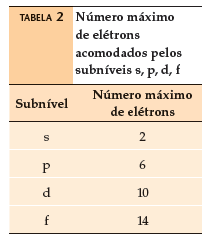 TABELA 2
Número máximo
de elétrons
acomodados pelos
subníveis s, p, d, f
Subnível
Número máximo
de elétrons
s 2
p 6
d 10
f 14